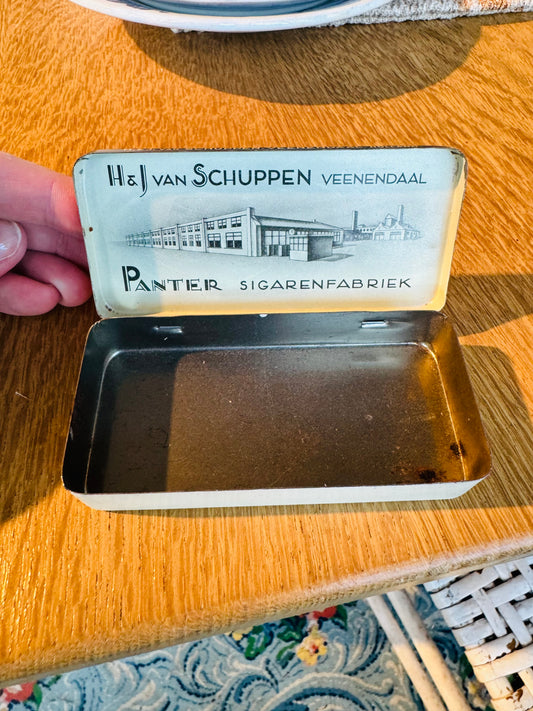 H & J VAN SCHUPPEN VEENENDAAL
PANTER SIGARENFABRIEK